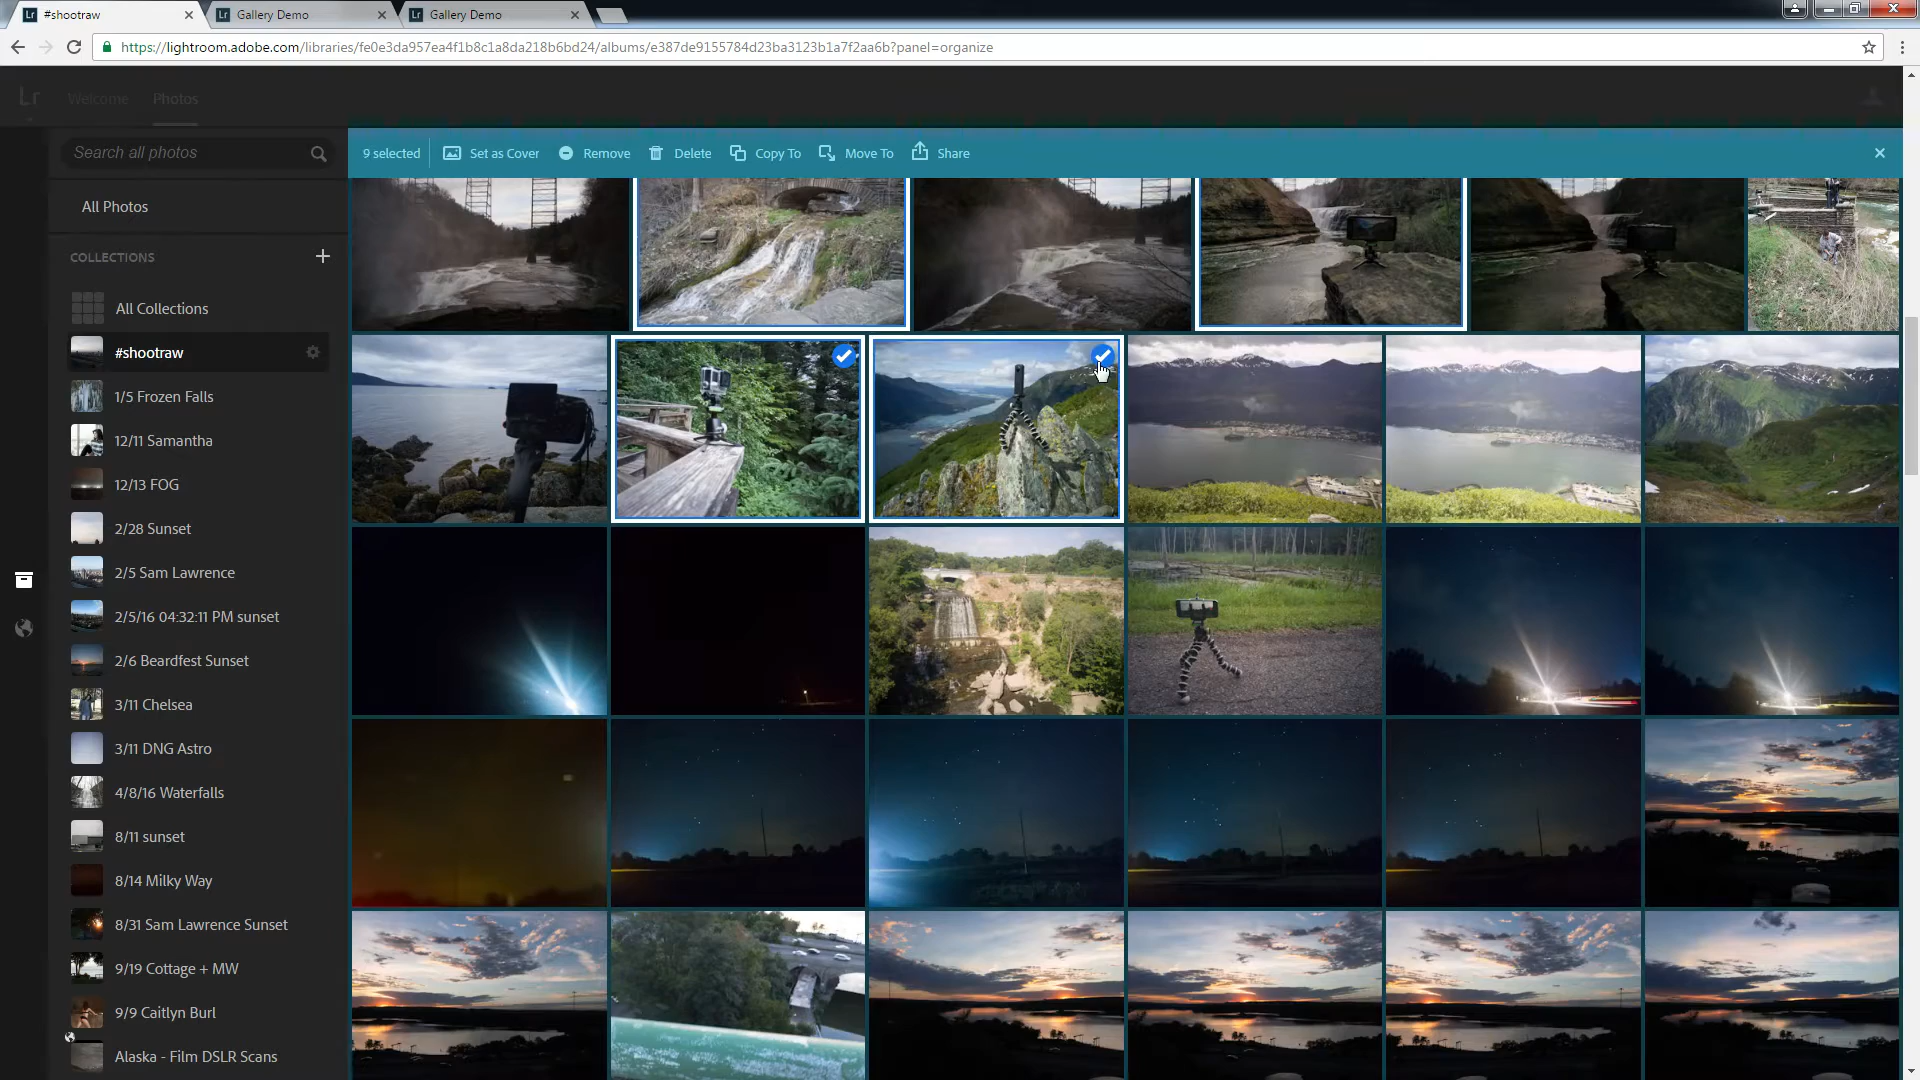 Lr #shootraw
Lr Gallery Demo
Lr Gallery Demo
https://lightroom.adobe.com/libraries/fe0e3da957ea4f1b8c1a8da218b6bd24/albums/e387de9155784d23ba3123b1a7f2aa6b?panel=organize
Lr Welcome Photos
Search all photos
9 selected Set as Cover Remove Delete Copy To Move To Share
All Photos
COLLECTIONS
All Collections
#shootraw
1/5 Frozen Falls
12/11 Samantha
12/13 FOG
2/28 Sunset
2/5 Sam Lawrence
2/5/16 04:32:11 PM sunset
2/6 Beardfest Sunset
3/11 Chelsea
3/11 DNG Astro
4/8/16 Waterfalls
8/11 sunset
8/14 Milky Way
8/31 Sam Lawrence Sunset
9/19 Cottage + MW
9/9 Caitlyn Burl
Alaska - Film DSLR Scans